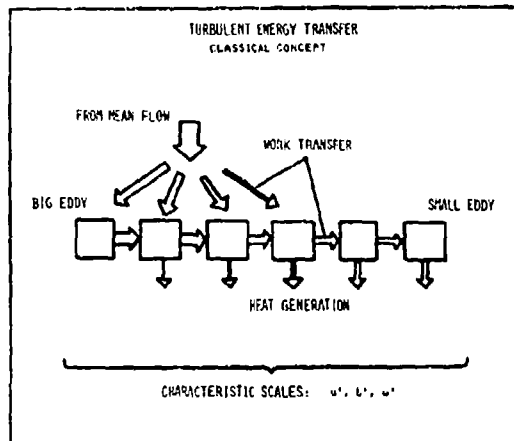 TURBULENT ENERGY TRANSFER
CLASSICAL CONCEPT
FROM MEAN FLOW
WORK TRANSFER
BIG EDDY
SMALL EDDY
HEAT GENERATION
CHARACTERISTIC SCALES: